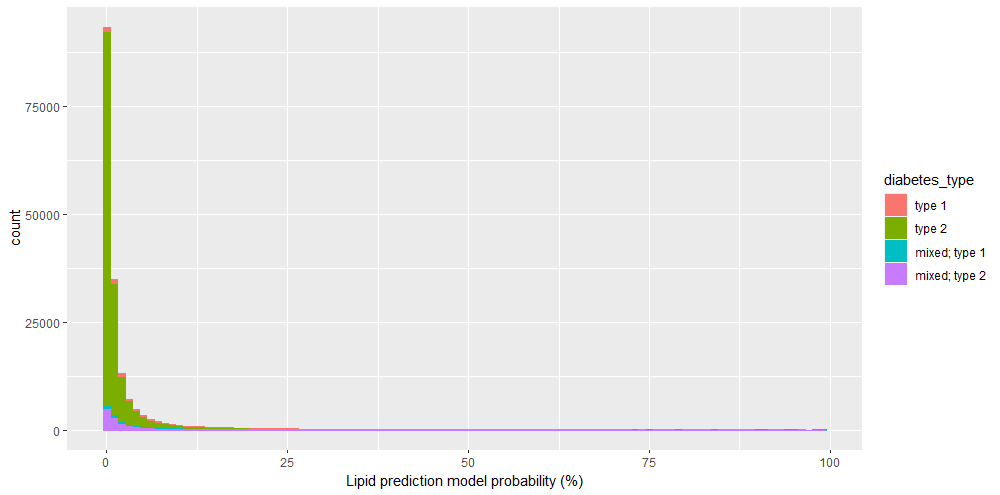 count
75000
50000
25000
0
0
25
50
75
100
Lipid prediction model probability (%)
diabetes_type
type 1
type 2
mixed; type 1
mixed; type 2